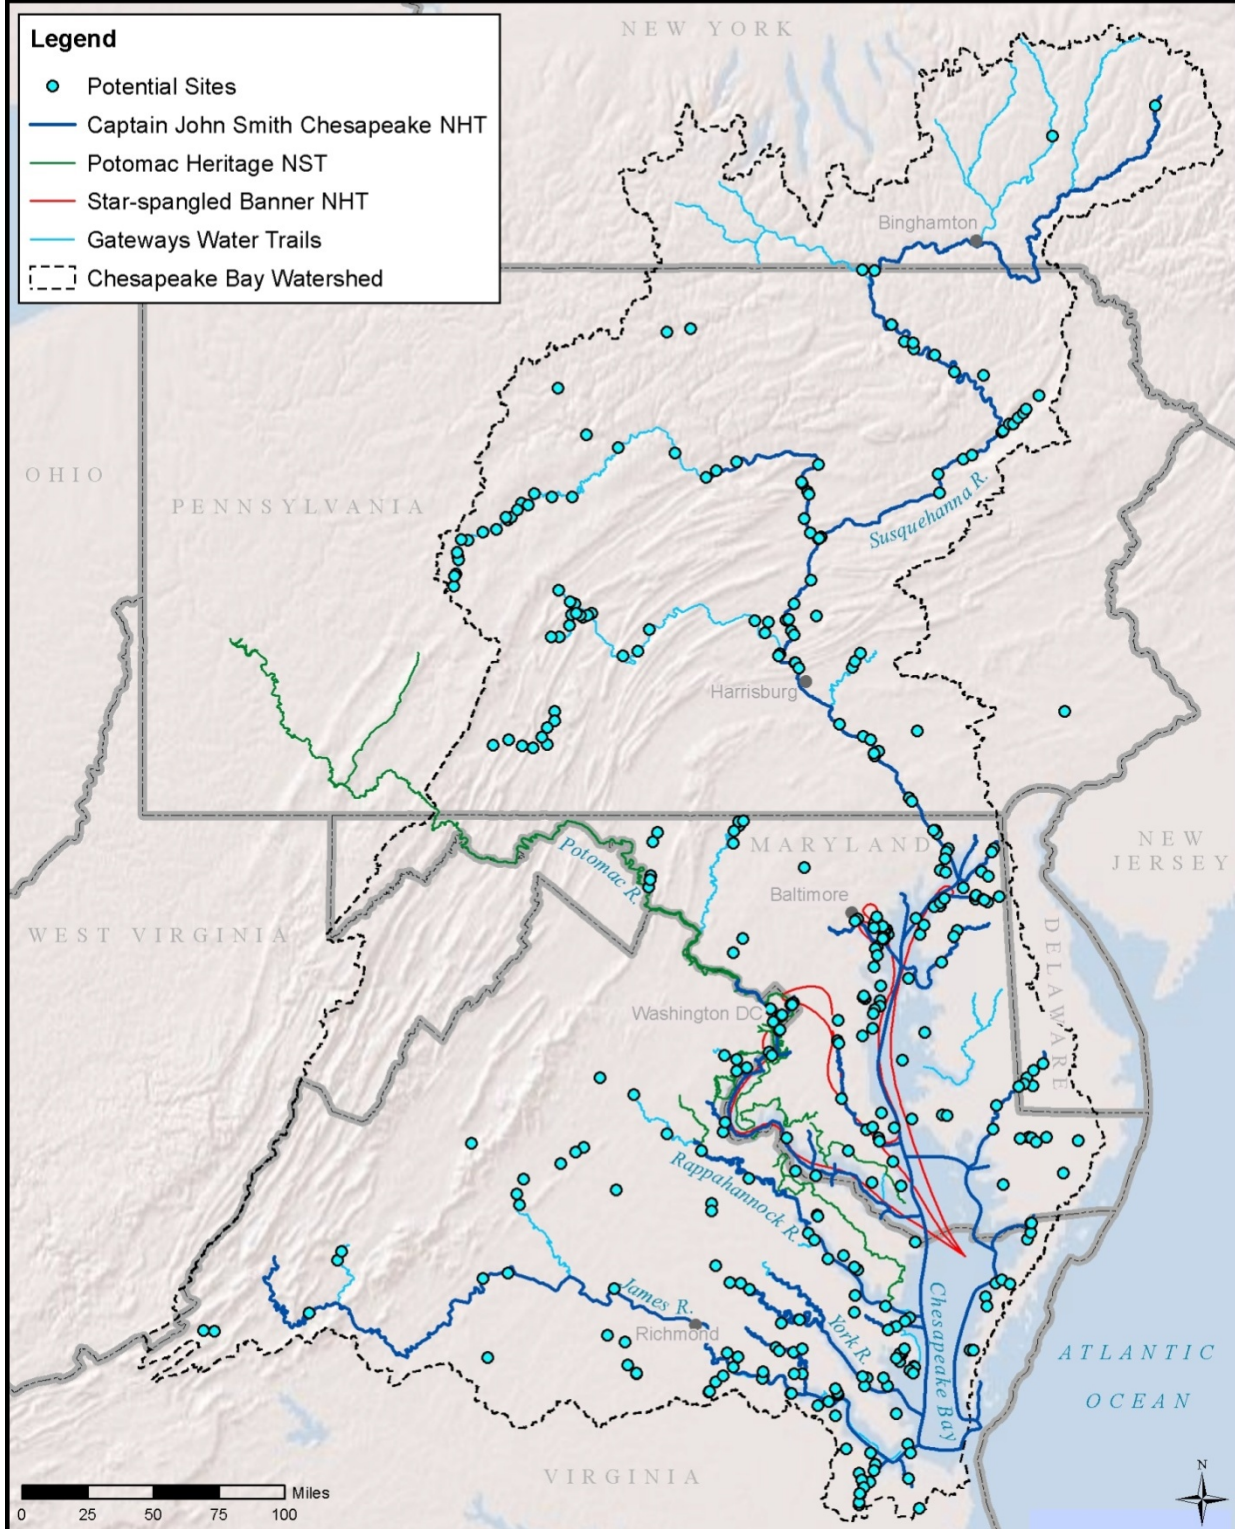 NEW YORK
Legend
Potential Sites
Captain John Smith Chesapeake NHT
Potomac Heritage NST
Star-spangled Banner NHT
Gateways Water Trails
Chesapeake Bay Watershed
Binghamton
OHIO
PENNSYLVANIA
Susquehanna R.
Harrisburg
MARYLAND
NEW
JERSEY
Potomac R.
Baltimore
WEST VIRGINIA
DELAWARE
Washington DC
Rappahannock R.
James R.
York R.
Richmond
Chesapeake Bay
ATLANTIC
OCEAN
VIRGINIA
Miles
0 25 50 75 100
N